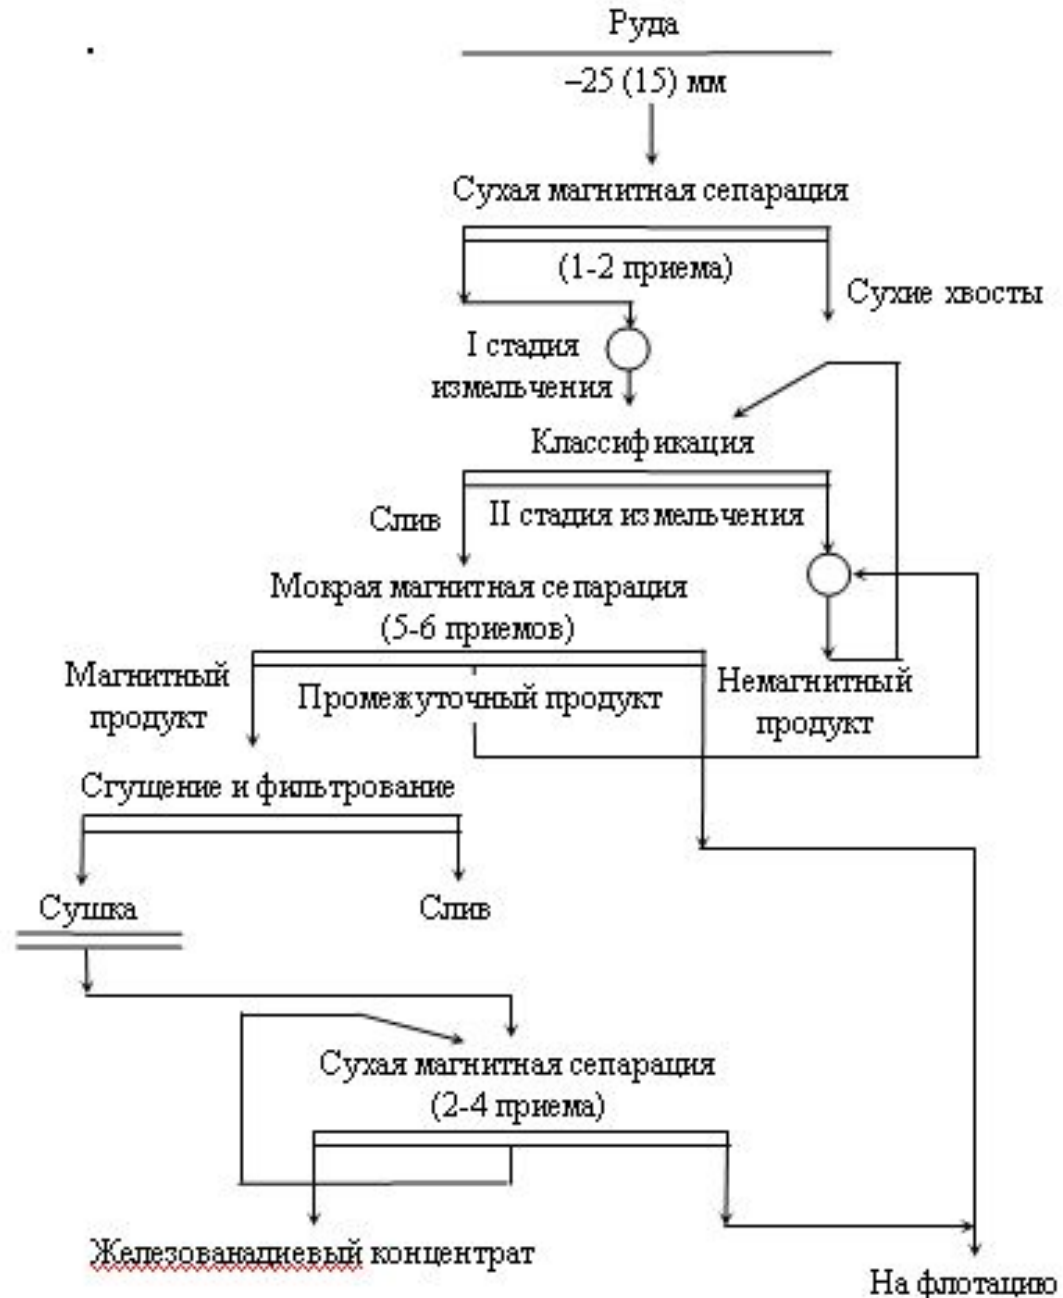 Руда
–25 (15) мм
Сухая магнитная сепарация
(1-2 приема)
Сухие хвосты
I стадия
измельчения
Классификация
Слив
II стадия измельчения
Мокрая магнитная сепарация
(5-6 приемов)
Магнитный
продукт
Промежуточный продукт
Немагнитный
продукт
Сгущение и фильтрование
Сушка
Слив
Сухая магнитная сепарация
(2-4 приема)
Железованадиевый концентрат
На флотацию